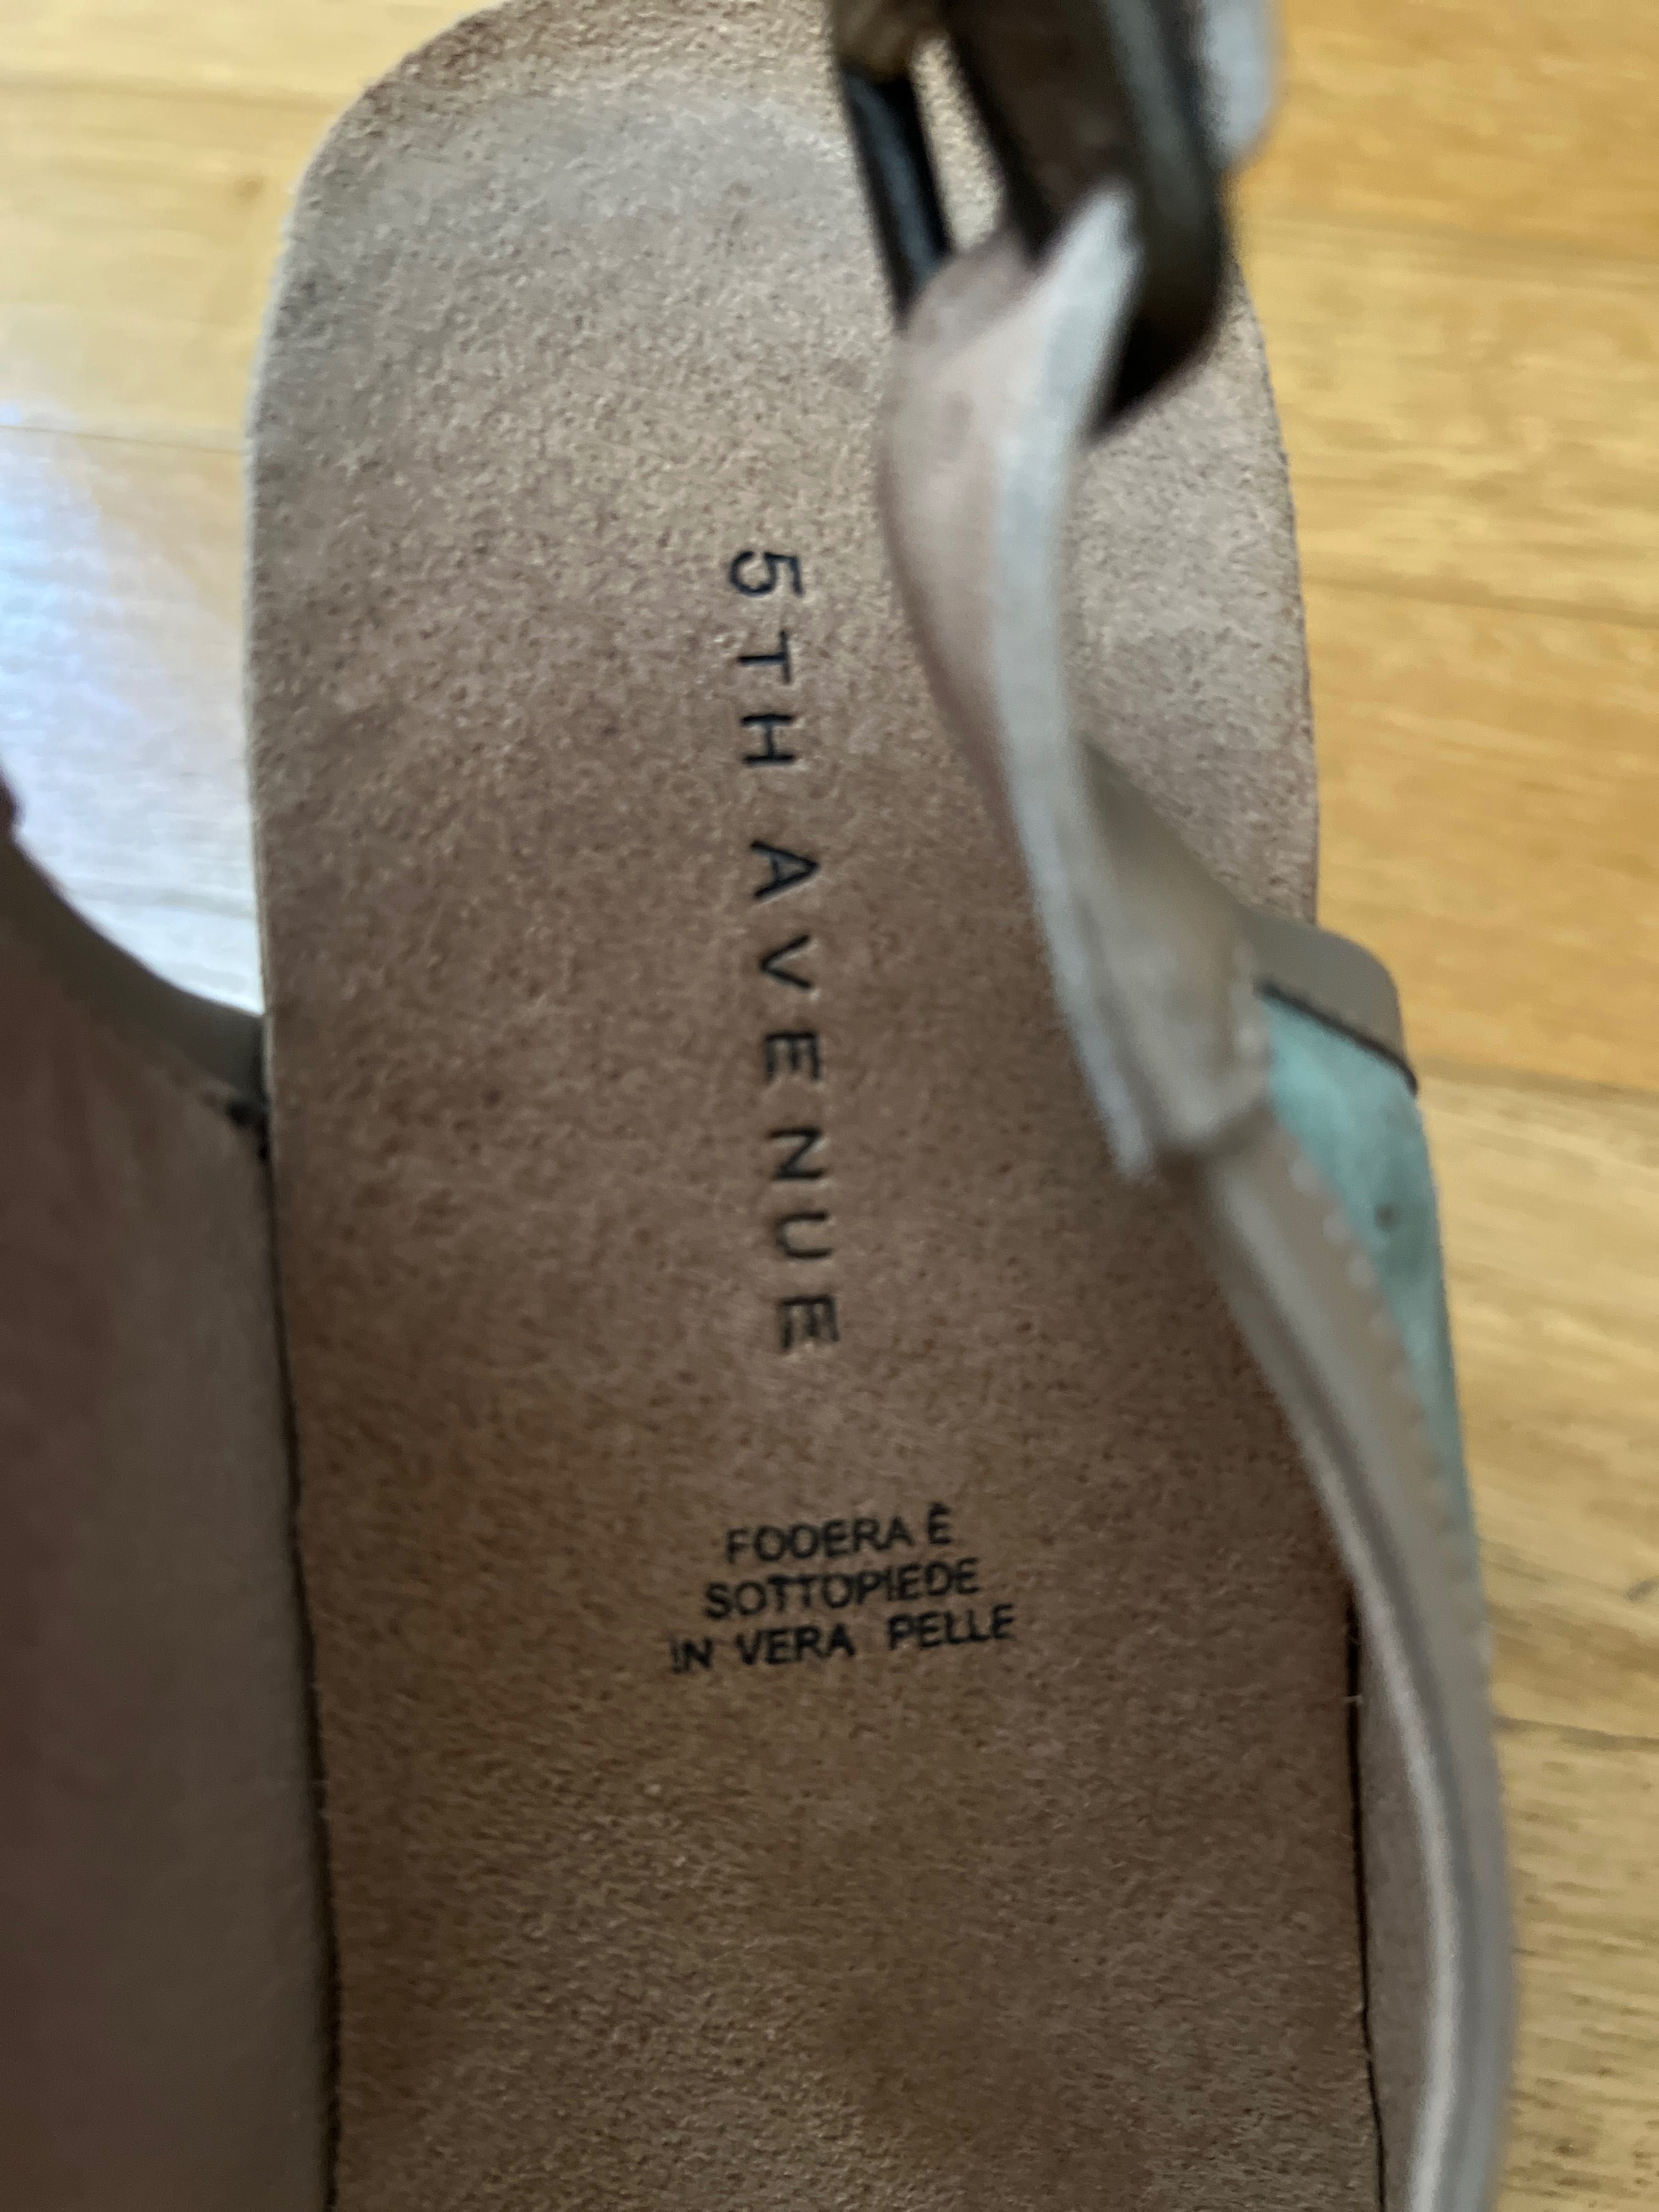 5TH AVENUE
FODERA È
SOTTOPIEDE
IN VERA PELLE